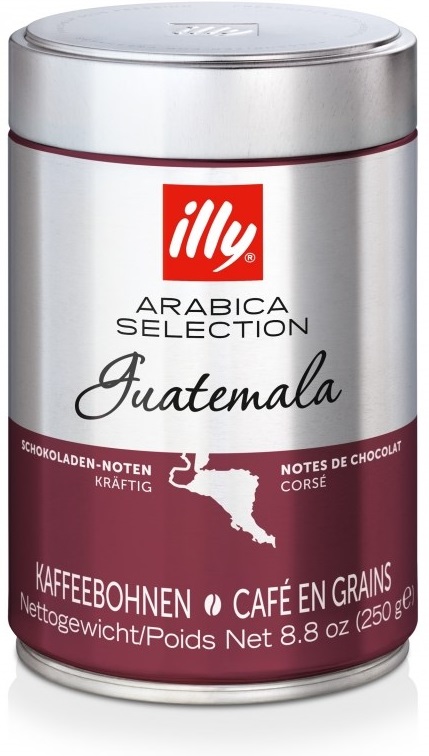 illy
illy®
ARABICA
SELECTION
Guatemala
SCHOKOLADEN-NOTEN
KRÄFTIG
NOTES DE CHOCOLAT
CORSÉ
KAFFEEBOHNEN CAFÉ EN GRAINS
Nettogewicht/Poids Net 8.8 oz (250 g℮)